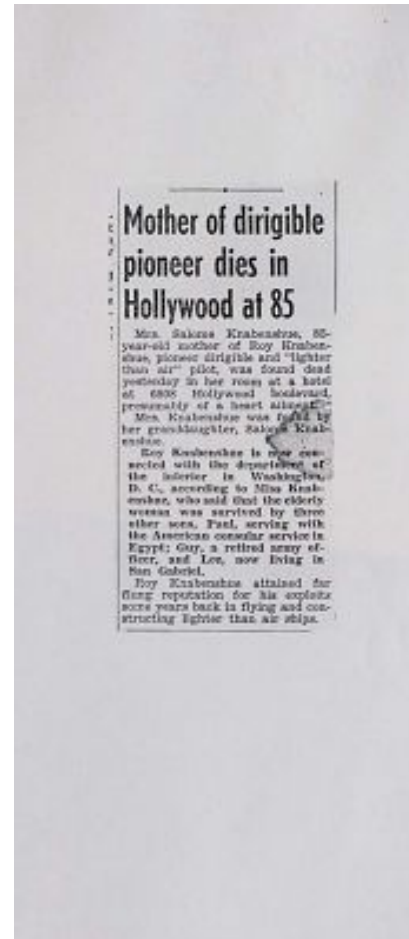 Mother of dirigible
pioneer dies in
Hollywood at 85
Mrs. Salome Knabenshue, 85-
year-old mother of Roy Knaben-
shue, pioneer dirigible and "lighter
than air" pilot, was found dead
yesterday in her room at a hotel
at 6808 Hollywood boulevard,
presumably of a heart ailment.
Mrs. Knabenshue was found by
her granddaughter, Salome Knab-
enshue.
Roy Knabenshue is now con-
nected with the department of
the interior in Washington,
D. C., according to Miss Knab-
enshue, who said that the elderly
woman was survived by three
other sons, Paul, serving with
the American consular service in
Egypt; Guy, a retired army of-
ficer, and Leo, now living in
San Gabriel.
Roy Knabenshue attained far
flung reputation for his exploits
some years back in flying and con-
structing lighter than air ships.